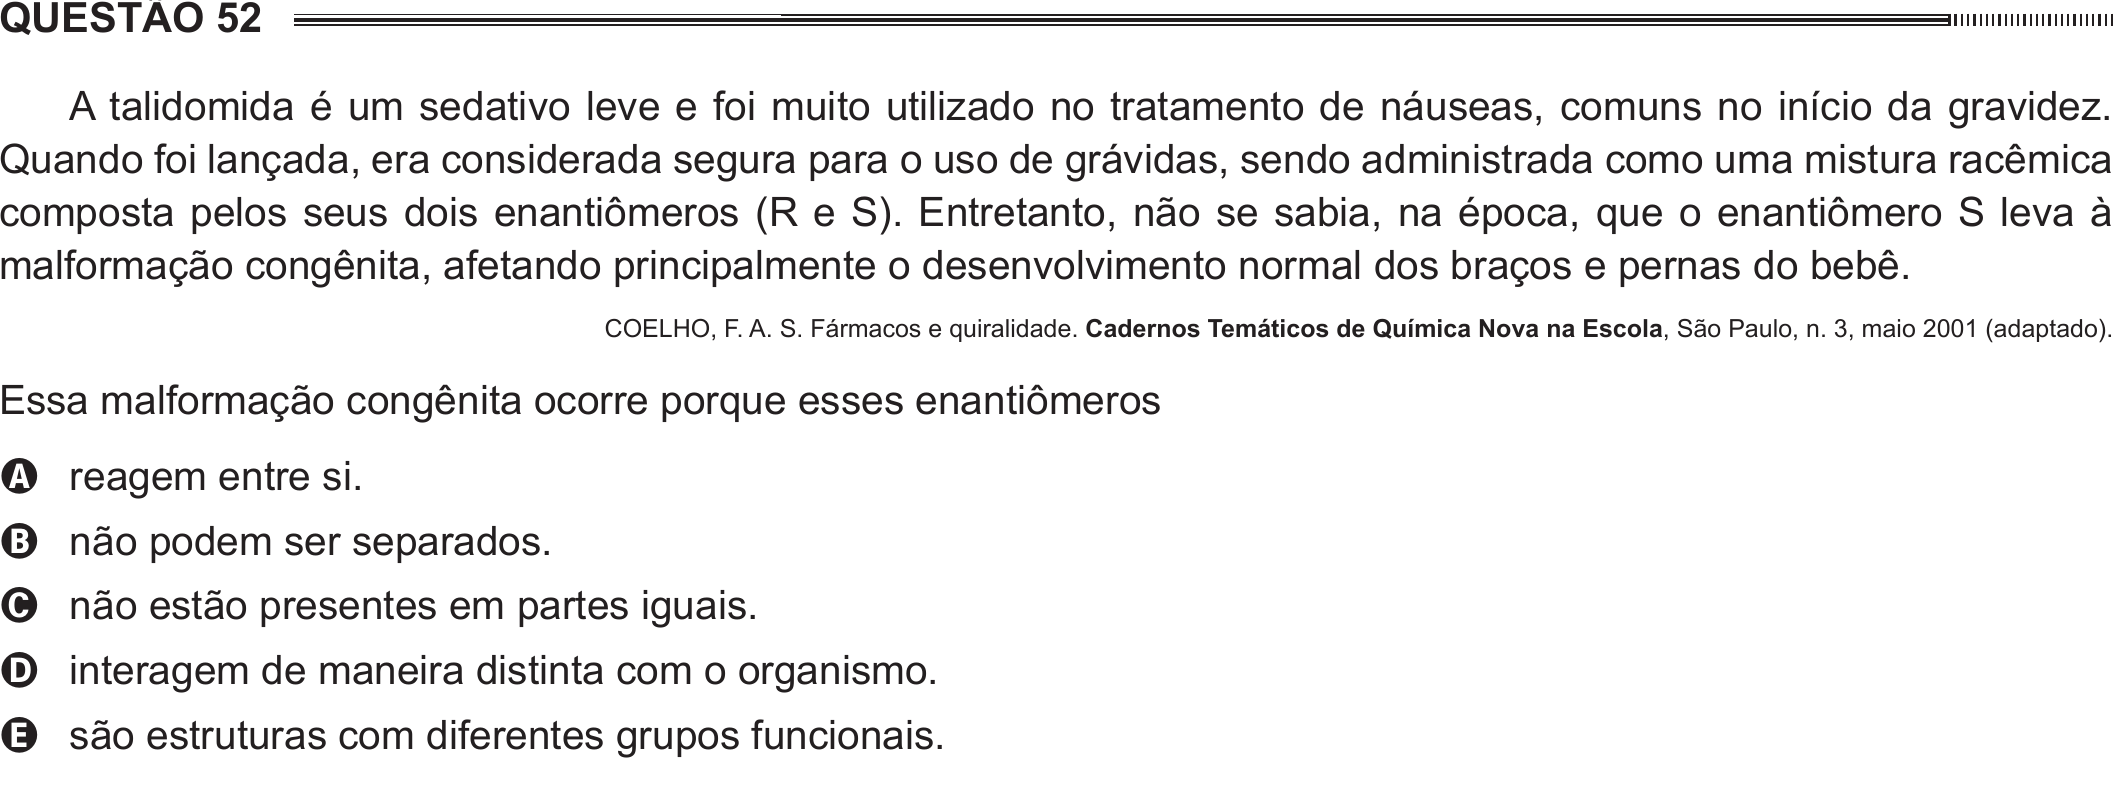 QUESTÃO 52
A talidomida é um sedativo leve e foi muito utilizado no tratamento de náuseas, comuns no início da gravidez.
Quando foi lançada, era considerada segura para o uso de grávidas, sendo administrada como uma mistura racêmica
composta pelos seus dois enantiômeros (R e S). Entretanto, não se sabia, na época, que o enantiômero S leva à
malformação congênita, afetando principalmente o desenvolvimento normal dos braços e pernas do bebê.
COELHO, F. A. S. Fármacos e quiralidade. Cadernos Temáticos de Química Nova na Escola, São Paulo, n. 3, maio 2001 (adaptado).
Essa malformação congênita ocorre porque esses enantiômeros
A reagem entre si.
B não podem ser separados.
C não estão presentes em partes iguais.
D interagem de maneira distinta com o organismo.
E são estruturas com diferentes grupos funcionais.